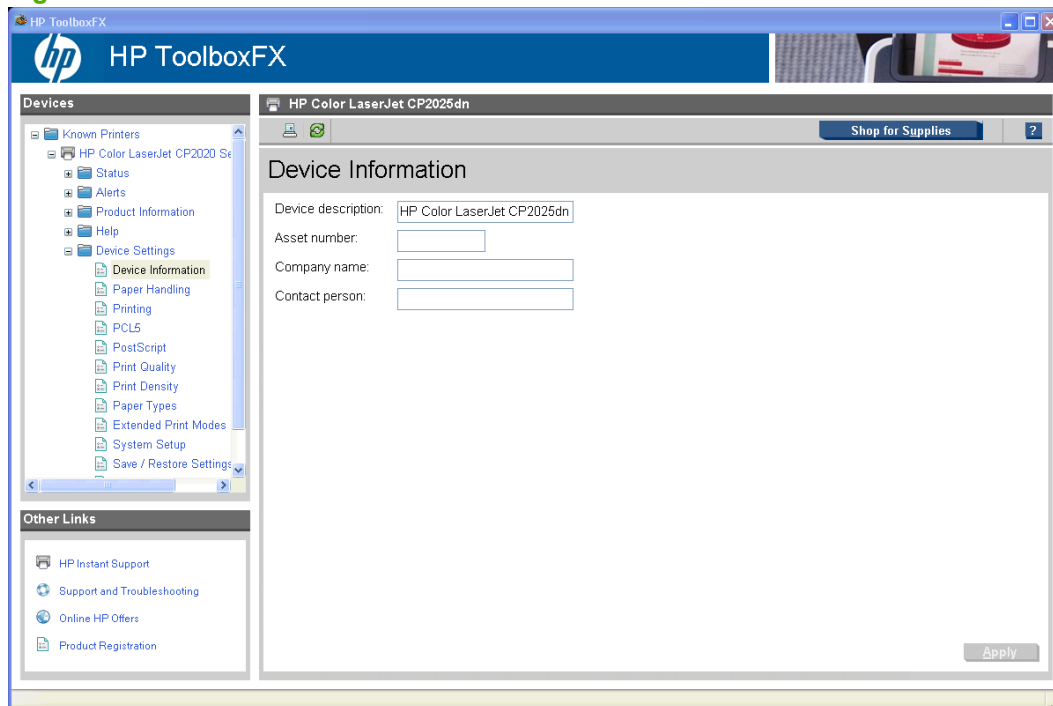 HP ToolboxFX
hp
HP ToolboxFX
Devices
Known Printers
HP Color LaserJet CP2020 Se
Status
Alerts
Product Information
Help
Device Settings
Device Information
Paper Handling
Printing
PCL5
PostScript
Print Quality
Print Density
Paper Types
Extended Print Modes
System Setup
Save / Restore Settings
Other Links
HP Instant Support
Support and Troubleshooting
Online HP Offers
Product Registration
HP Color LaserJet CP2025dn
Shop for Supplies
?
Device Information
Device description: HP Color LaserJet CP2025dn
Asset number:
Company name:
Contact person:
Apply